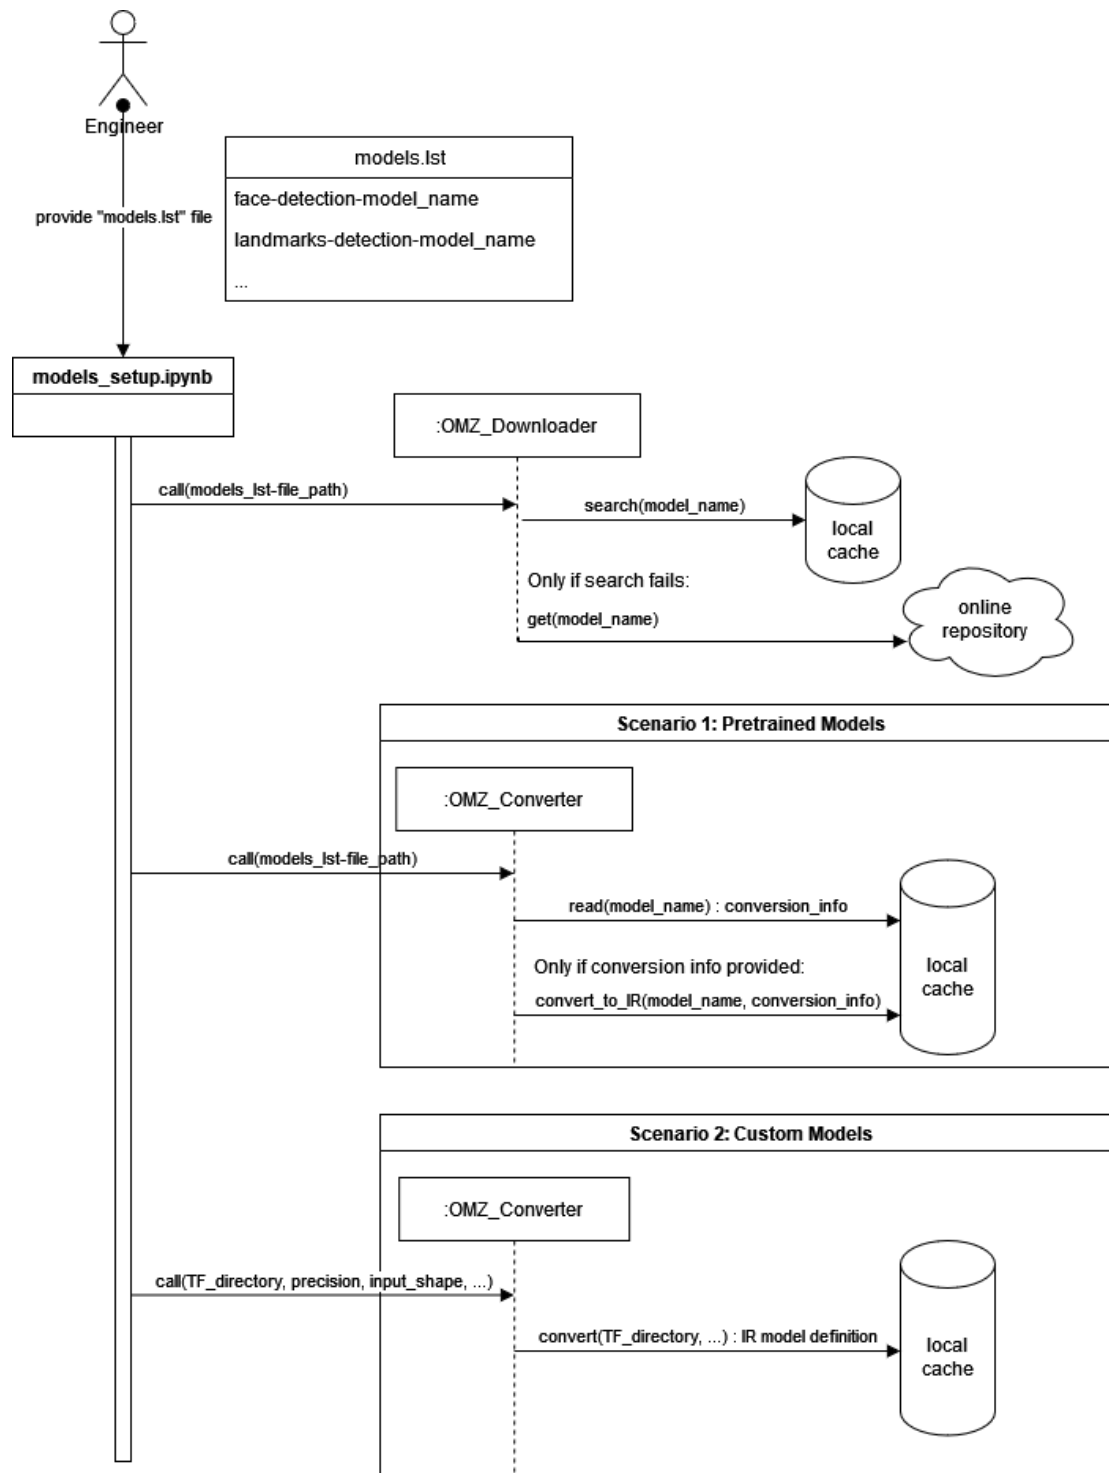 Engineer
models.lst
face-detection-model_name
landmarks-detection-model_name
...
provide "models.lst" file
models_setup.ipynb
:OMZ_Downloader
call(models_lst-file_path)
search(model_name)
local
cache
Only if search fails:
get(model_name)
online
repository
Scenario 1: Pretrained Models
:OMZ_Converter
call(models_lst-file_path)
read(model_name) : conversion_info
Only if conversion info provided:
convert_to_IR(model_name, conversion_info)
local
cache
Scenario 2: Custom Models
:OMZ_Converter
call(TF_directory, precision, input_shape, ...)
convert(TF_directory, ...) : IR model definition
local
cache